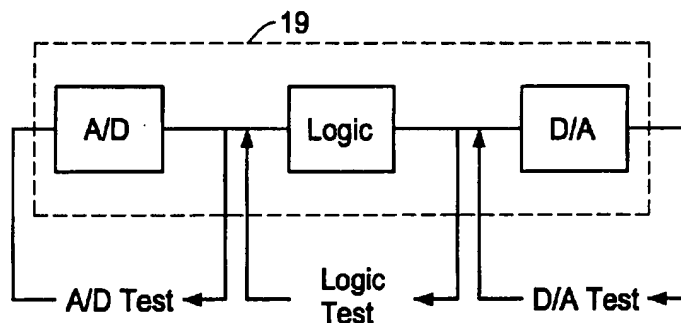 19
A/D
Logic
D/A
A/D Test
Logic
Test
D/A Test